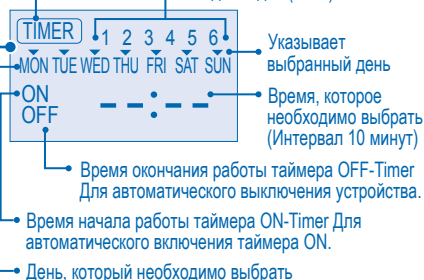 TIMER
1 2 3 4 5 6
MON TUE WED THU FRI SAT SUN
ON
OFF
--:--
Указывает
выбранный день
Время, которое
необходимо выбрать
(Интервал 10 минут)
Время окончания работы таймера OFF-Timer
Для автоматического выключения устройства.
Время начала работы таймера ON-Timer Для
автоматического включения таймера ON.
День, который необходимо выбрать